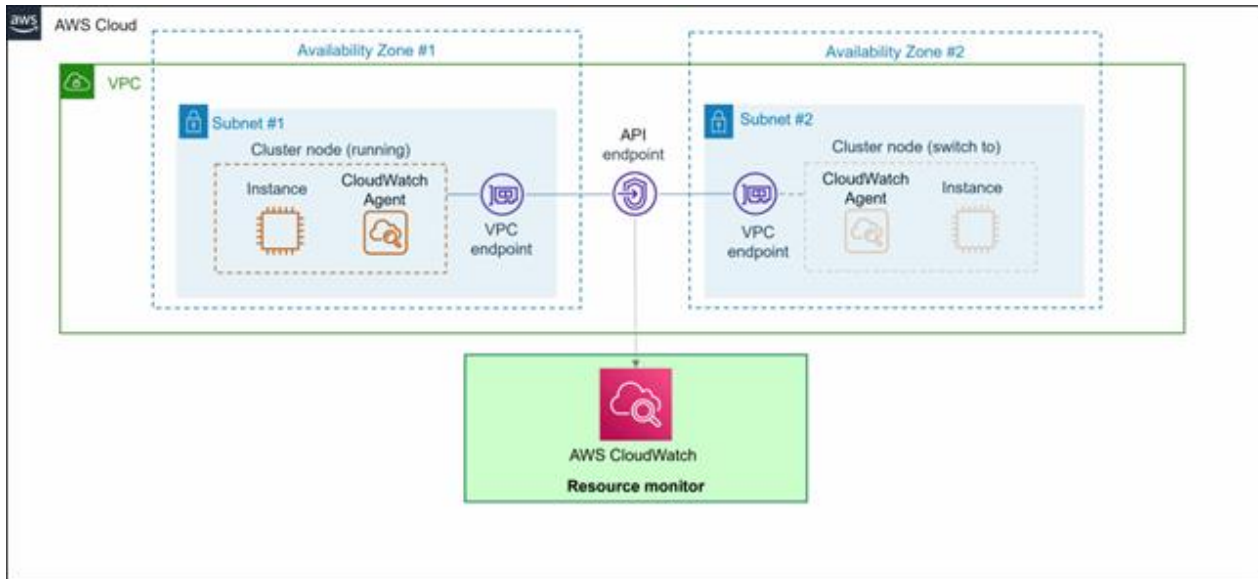 aws
AWS Cloud
Availability Zone #1
Availability Zone #2
VPC
Subnet #1
Cluster node (running)
Instance
CloudWatch
Agent
VPC
endpoint
API
endpoint
Subnet #2
Cluster node (switch to)
CloudWatch
Agent
Instance
VPC
endpoint
AWS CloudWatch
Resource monitor